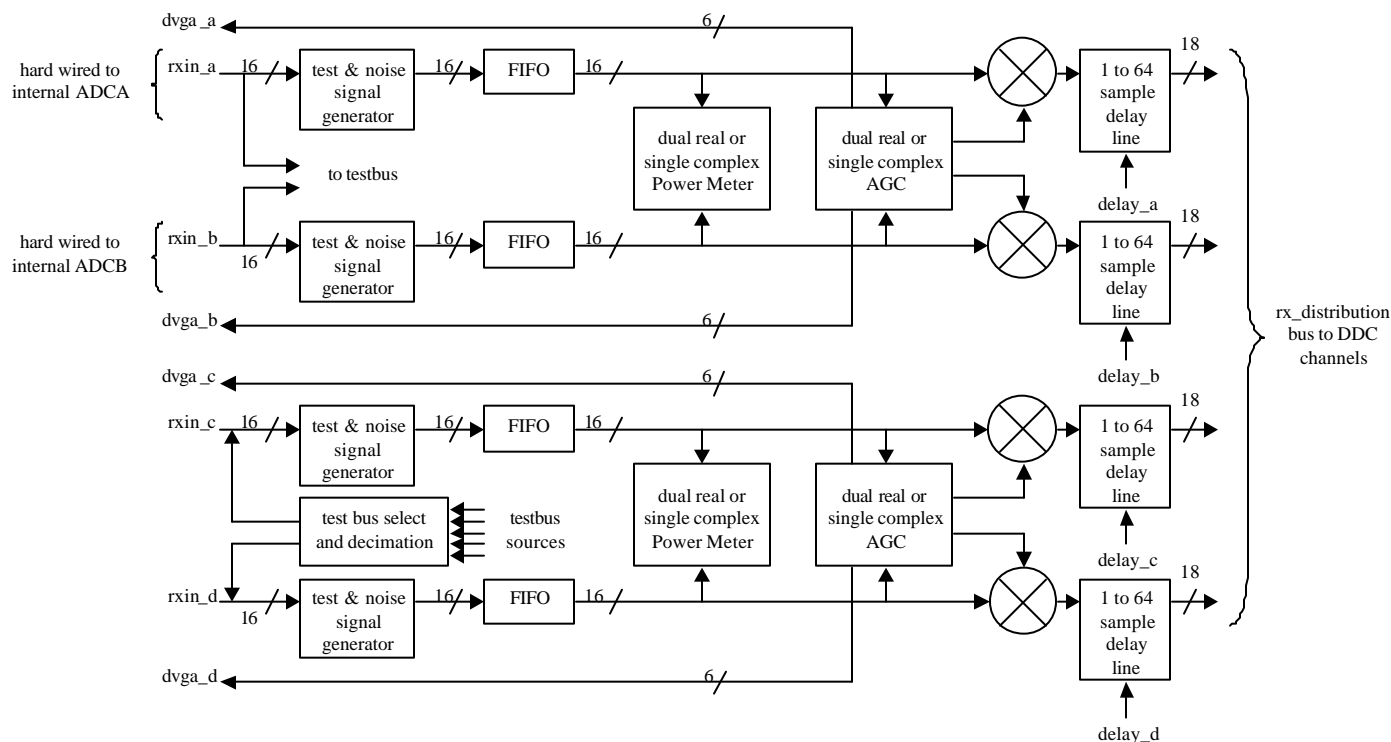 dvga_a
6
18
hard wired to
internal ADCA
rxin_a
16
test & noise
signal
generator
16
FIFO
16
1 to 64
sample
delay
line
to testbus
dual real or
single complex
Power Meter
dual real or
single complex
AGC
delay_a
18
hard wired to
internal ADCB
rxin_b
16
test & noise
signal
generator
16
FIFO
16
1 to 64
sample
delay
line
dvga_b
6
rx_distribution
bus to DDC
channels
dvga_c
6
delay_b
18
rxin_c
16
test & noise
signal
generator
16
FIFO
16
1 to 64
sample
delay
line
test bus select
and decimation
testbus
sources
dual real or
single complex
Power Meter
dual real or
single complex
AGC
delay_c
18
rxin_d
16
test & noise
signal
generator
16
FIFO
16
1 to 64
sample
delay
line
dvga_d
6
delay_d